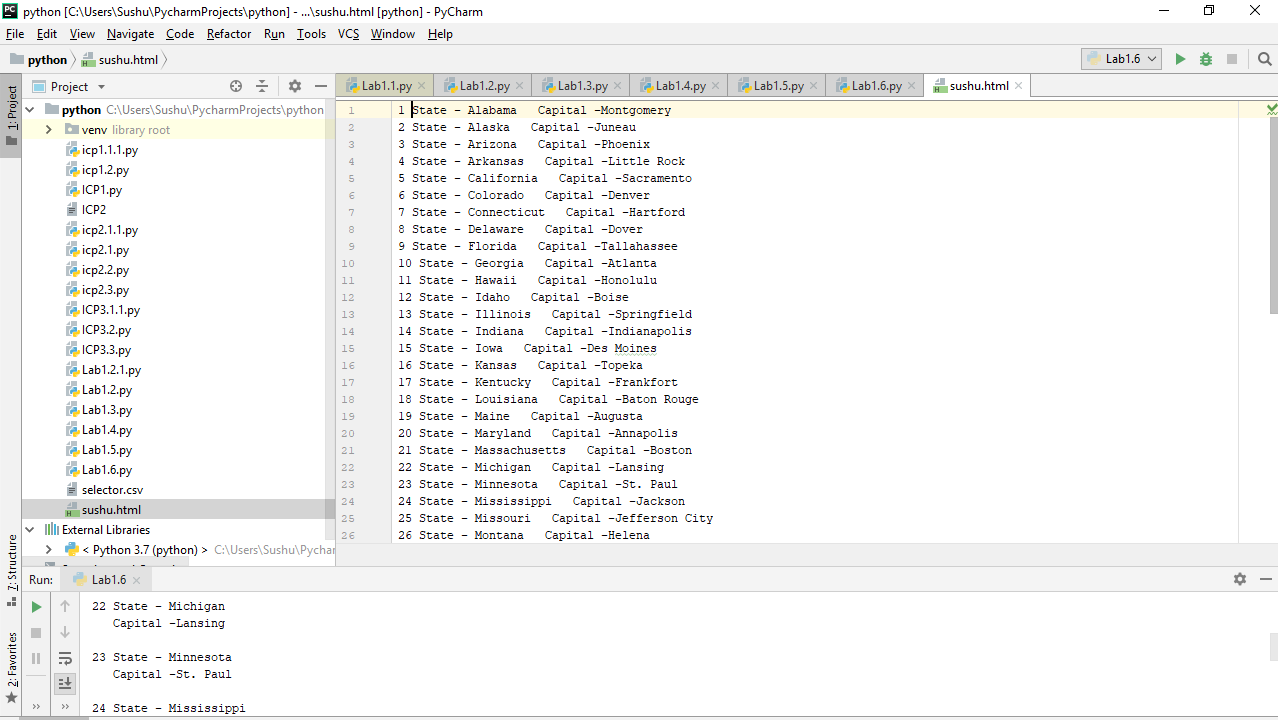 python [C:\Users\Sushu\PycharmProjects\python] - ...\sushu.html [python] - PyCharm
File Edit View Navigate Code Refactor Run Tools VCS Window Help
python sushu.html Lab1.6
Project Lab1.1.py Lab1.2.py Lab1.3.py Lab1.4.py Lab1.5.py Lab1.6.py sushu.html
1: Project
python C:\Users\Sushu\PycharmProjects\python
venv library root
icp1.1.1.py
icp1.2.py
ICP1.py
ICP2
icp2.1.1.py
icp2.1.py
icp2.2.py
icp2.3.py
ICP3.1.1.py
ICP3.2.py
ICP3.3.py
Lab1.2.1.py
Lab1.2.py
Lab1.3.py
Lab1.4.py
Lab1.5.py
Lab1.6.py
selector.csv
sushu.html
External Libraries
< Python 3.7 (python) > C:\Users\Sushu\Pychar
1 1 State - Alabama Capital -Montgomery
2 2 State - Alaska Capital -Juneau
3 3 State - Arizona Capital -Phoenix
4 4 State - Arkansas Capital -Little Rock
5 5 State - California Capital -Sacramento
6 6 State - Colorado Capital -Denver
7 7 State - Connecticut Capital -Hartford
8 8 State - Delaware Capital -Dover
9 9 State - Florida Capital -Tallahassee
10 10 State - Georgia Capital -Atlanta
11 11 State - Hawaii Capital -Honolulu
12 12 State - Idaho Capital -Boise
13 13 State - Illinois Capital -Springfield
14 14 State - Indiana Capital -Indianapolis
15 15 State - Iowa Capital -Des Moines
16 16 State - Kansas Capital -Topeka
17 17 State - Kentucky Capital -Frankfort
18 18 State - Louisiana Capital -Baton Rouge
19 19 State - Maine Capital -Augusta
20 20 State - Maryland Capital -Annapolis
21 21 State - Massachusetts Capital -Boston
22 22 State - Michigan Capital -Lansing
23 23 State - Minnesota Capital -St. Paul
24 24 State - Mississippi Capital -Jackson
25 25 State - Missouri Capital -Jefferson City
26 26 State - Montana Capital -Helena
7: Structure
2: Favorites
Run: Lab1.6
22 State - Michigan
Capital -Lansing
23 State - Minnesota
Capital -St. Paul
24 State - Mississippi